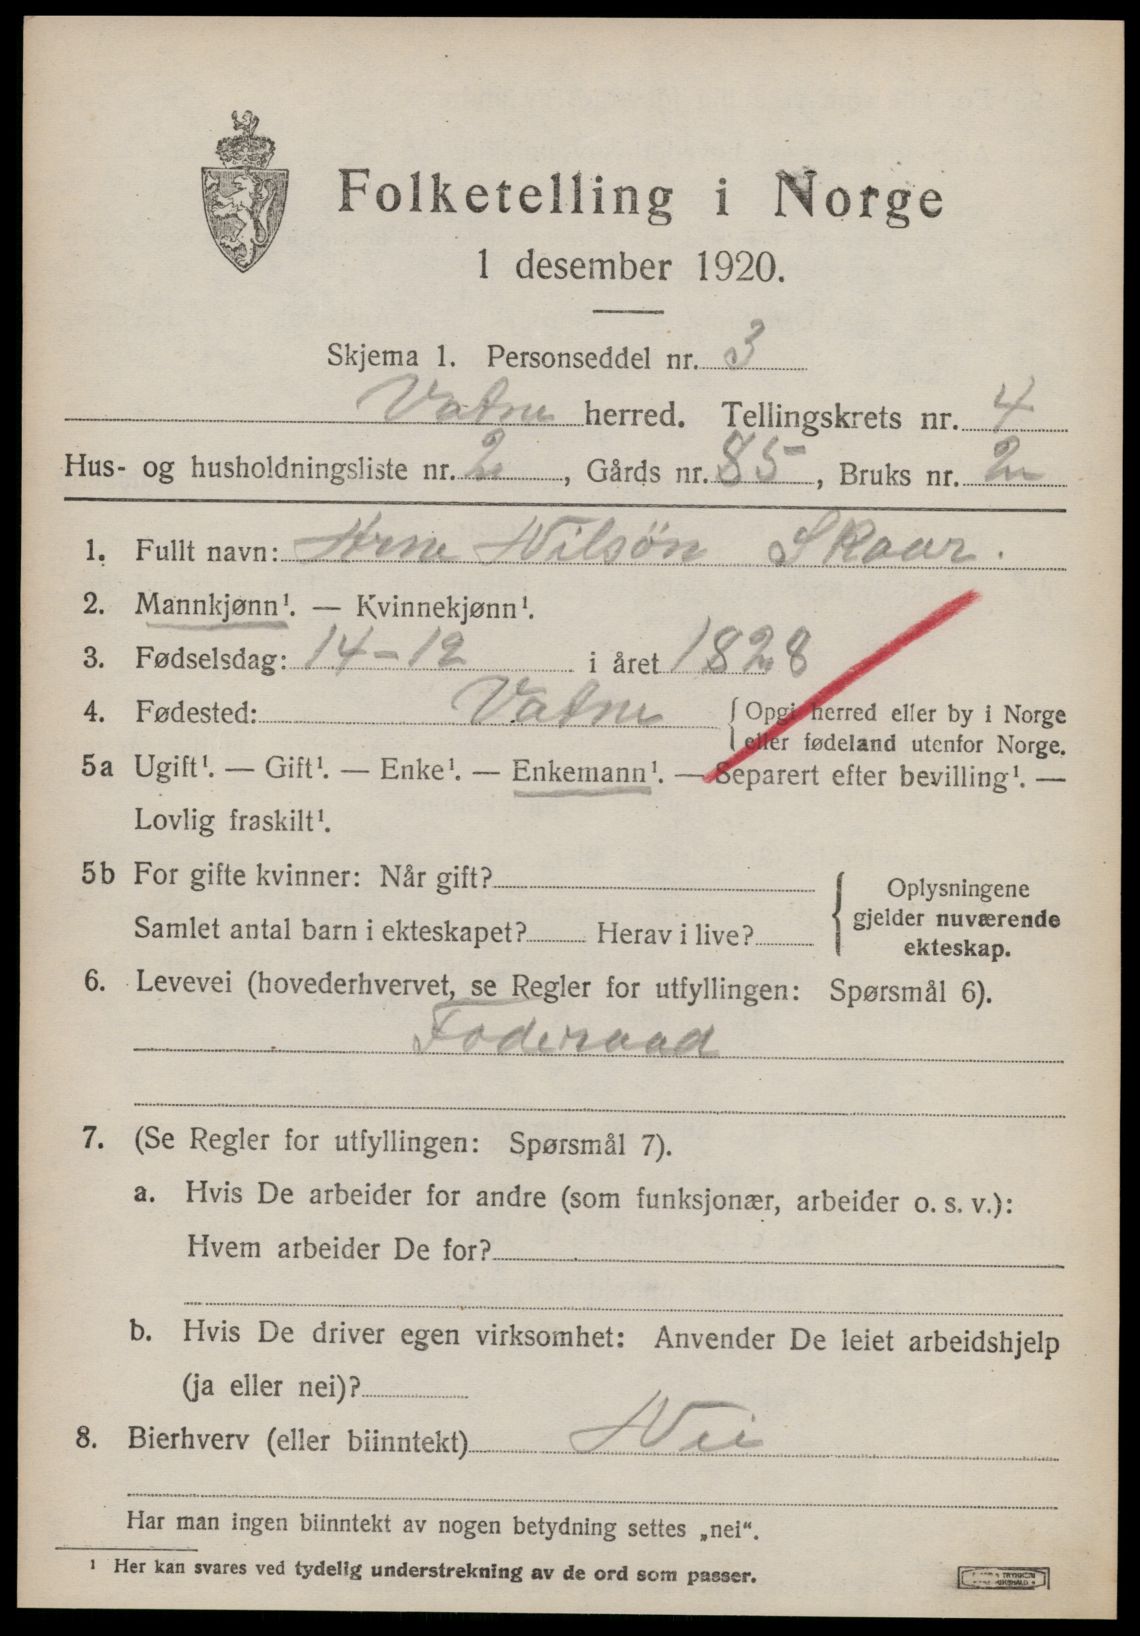 Folketelling i Norge
1 desember 1920.
Skjema 1. Personseddel nr. 3
Vatne herred. Tellingskrets nr. 4
Hus- og husholdningsliste nr. 2, Gårds nr. 85, Bruks nr. 2
1. Fullt navn: Arne Nilsøn Skaar.
2. Mannkjønn¹. — Kvinnekjønn¹.
3. Fødselsdag: 14-12 i året 1828
4. Fødested: Vatne { Opgi herred eller by i Norge
eller fødeland utenfor Norge.
5a Ugift¹. — Gift¹. — Enke¹. — Enkemann¹. — Separert efter bevilling¹. —
Lovlig fraskilt¹.
5b For gifte kvinner: Når gift?
Samlet antal barn i ekteskapet? Herav i live?
{ Oplysningene
gjelder nuværende
ekteskap.
6. Levevei (hovederhvervet, se Regler for utfyllingen: Spørsmål 6).
Føderaad
7. (Se Regler for utfyllingen: Spørsmål 7).
a. Hvis De arbeider for andre (som funksjonær, arbeider o. s. v.):
Hvem arbeider De for?
b. Hvis De driver egen virksomhet: Anvender De leiet arbeidshjelp
(ja eller nei)?
8. Bierhverv (eller biinntekt) Nei
Har man ingen biinntekt av nogen betydning settes „nei“.
¹ Her kan svares ved tydelig understrekning av de ord som passer.